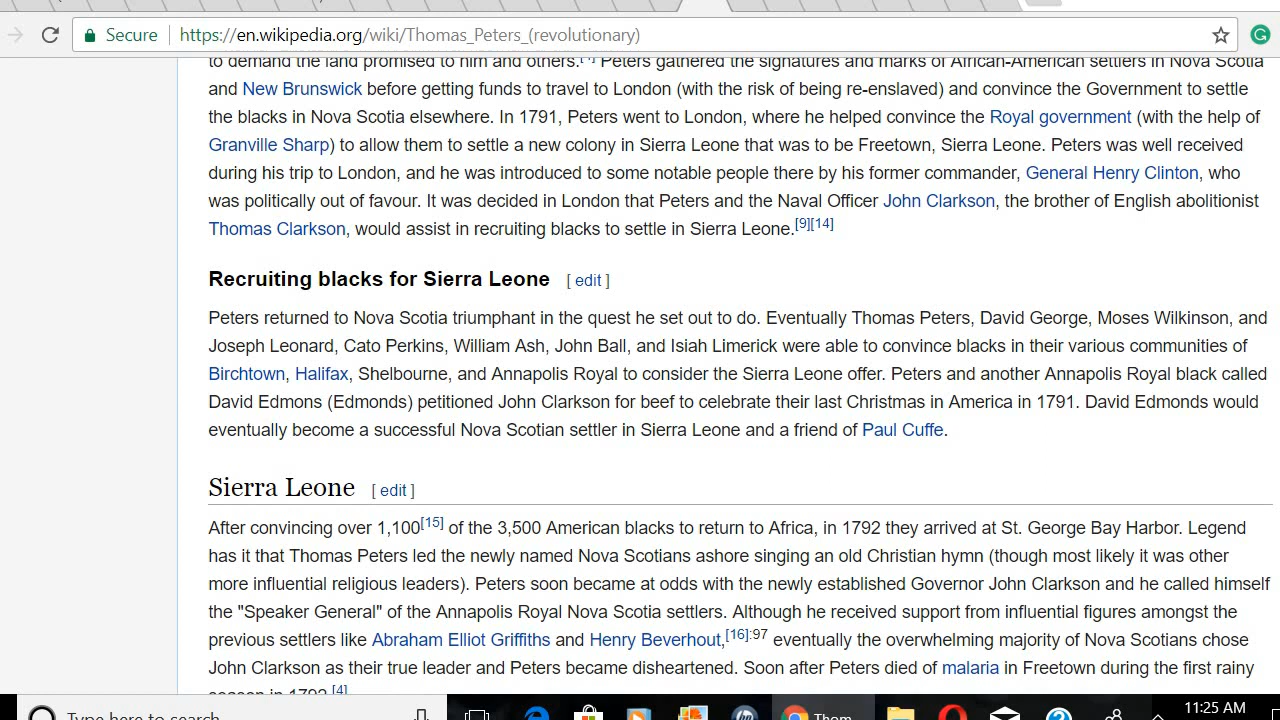 Secure https://en.wikipedia.org/wiki/Thomas_Peters_(revolutionary)
to demand the land promised to him and others. Peters gathered the signatures and marks of African-American settlers in Nova Scotia
and New Brunswick before getting funds to travel to London (with the risk of being re-enslaved) and convince the Government to settle
the blacks in Nova Scotia elsewhere. In 1791, Peters went to London, where he helped convince the Royal government (with the help of
Granville Sharp) to allow them to settle a new colony in Sierra Leone that was to be Freetown, Sierra Leone. Peters was well received
during his trip to London, and he was introduced to some notable people there by his former commander, General Henry Clinton, who
was politically out of favour. It was decided in London that Peters and the Naval Officer John Clarkson, the brother of English abolitionist
Thomas Clarkson, would assist in recruiting blacks to settle in Sierra Leone.[9][14]
Recruiting blacks for Sierra Leone [ edit ]
Peters returned to Nova Scotia triumphant in the quest he set out to do. Eventually Thomas Peters, David George, Moses Wilkinson, and
Joseph Leonard, Cato Perkins, William Ash, John Ball, and Isiah Limerick were able to convince blacks in their various communities of
Birchtown, Halifax, Shelbourne, and Annapolis Royal to consider the Sierra Leone offer. Peters and another Annapolis Royal black called
David Edmons (Edmonds) petitioned John Clarkson for beef to celebrate their last Christmas in America in 1791. David Edmonds would
eventually become a successful Nova Scotian settler in Sierra Leone and a friend of Paul Cuffe.
Sierra Leone [ edit ]
After convincing over 1,100[15] of the 3,500 American blacks to return to Africa, in 1792 they arrived at St. George Bay Harbor. Legend
has it that Thomas Peters led the newly named Nova Scotians ashore singing an old Christian hymn (though most likely it was other
more influential religious leaders). Peters soon became at odds with the newly established Governor John Clarkson and he called himself
the "Speaker General" of the Annapolis Royal Nova Scotia settlers. Although he received support from influential figures amongst the
previous settlers like Abraham Elliot Griffiths and Henry Beverhout,[16]:97 eventually the overwhelming majority of Nova Scotians chose
John Clarkson as their true leader and Peters became disheartened. Soon after Peters died of malaria in Freetown during the first rainy
season in 1792.[4]
Type here to search Thom 11:25 AM